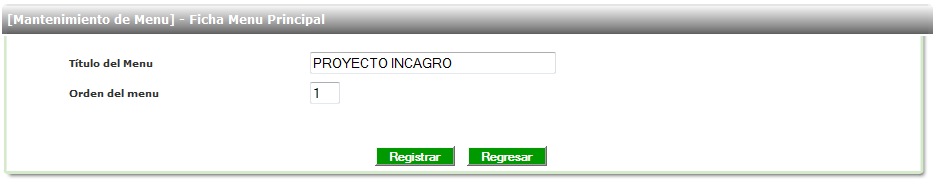 [Mantenimiento de Menu] - Ficha Menu Principal
Título del Menu PROYECTO INCAGRO
Orden del menu 1
Registrar Regresar